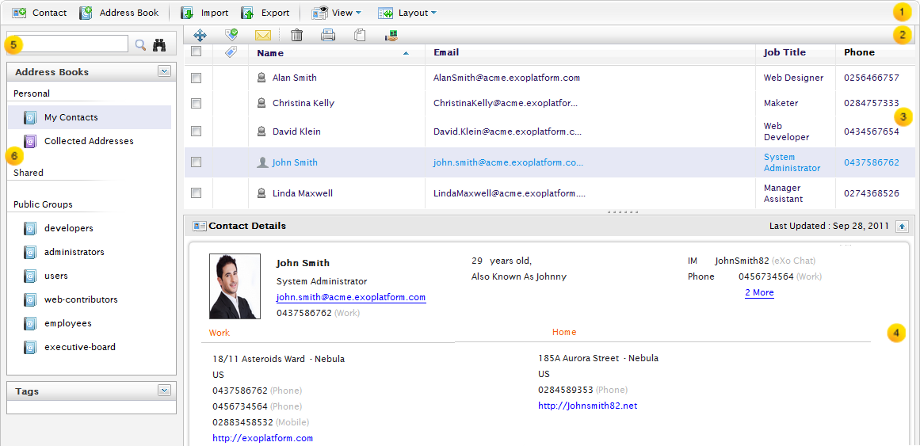 Contact Address Book Import Export View Layout 1
2
5
Address Books
Personal
My Contacts
Collected Addresses
6
Shared
Public Groups
developers
administrators
users
web-contributors
employees
executive-board
Tags
Name Email Job Title Phone
Alan Smith AlanSmith@acme.exoplatform.com Web Designer 0256466757
Christina Kelly ChristinaKelly@acme.exoplatfor... Maketer 0284757333
3
David Klein David.Klein@acme.exoplatform.c... Web Developer 0434567654
John Smith john.smith@acme.exoplatform.co... System Administrator 0437586762
Linda Maxwell LindaMaxwell@acme.exoplatform.... Manager Assistant 0274368526
Contact Details Last Updated : Sep 28, 2011
John Smith
System Administrator
john.smith@acme.exoplatform.com
0437586762 (Work)
29 years old,
Also Known As Johnny
IM JohnSmith82 (eXo Chat)
Phone 0456734564 (Work)
2 More
4
Work
18/11 Asteroids Ward - Nebula
US
0437586762 (Phone)
0456734564 (Phone)
02883458532 (Mobile)
http://exoplatform.com
Home
185A Aurora Street - Nebula
US
0284589353 (Phone)
http://Johnsmith82.net